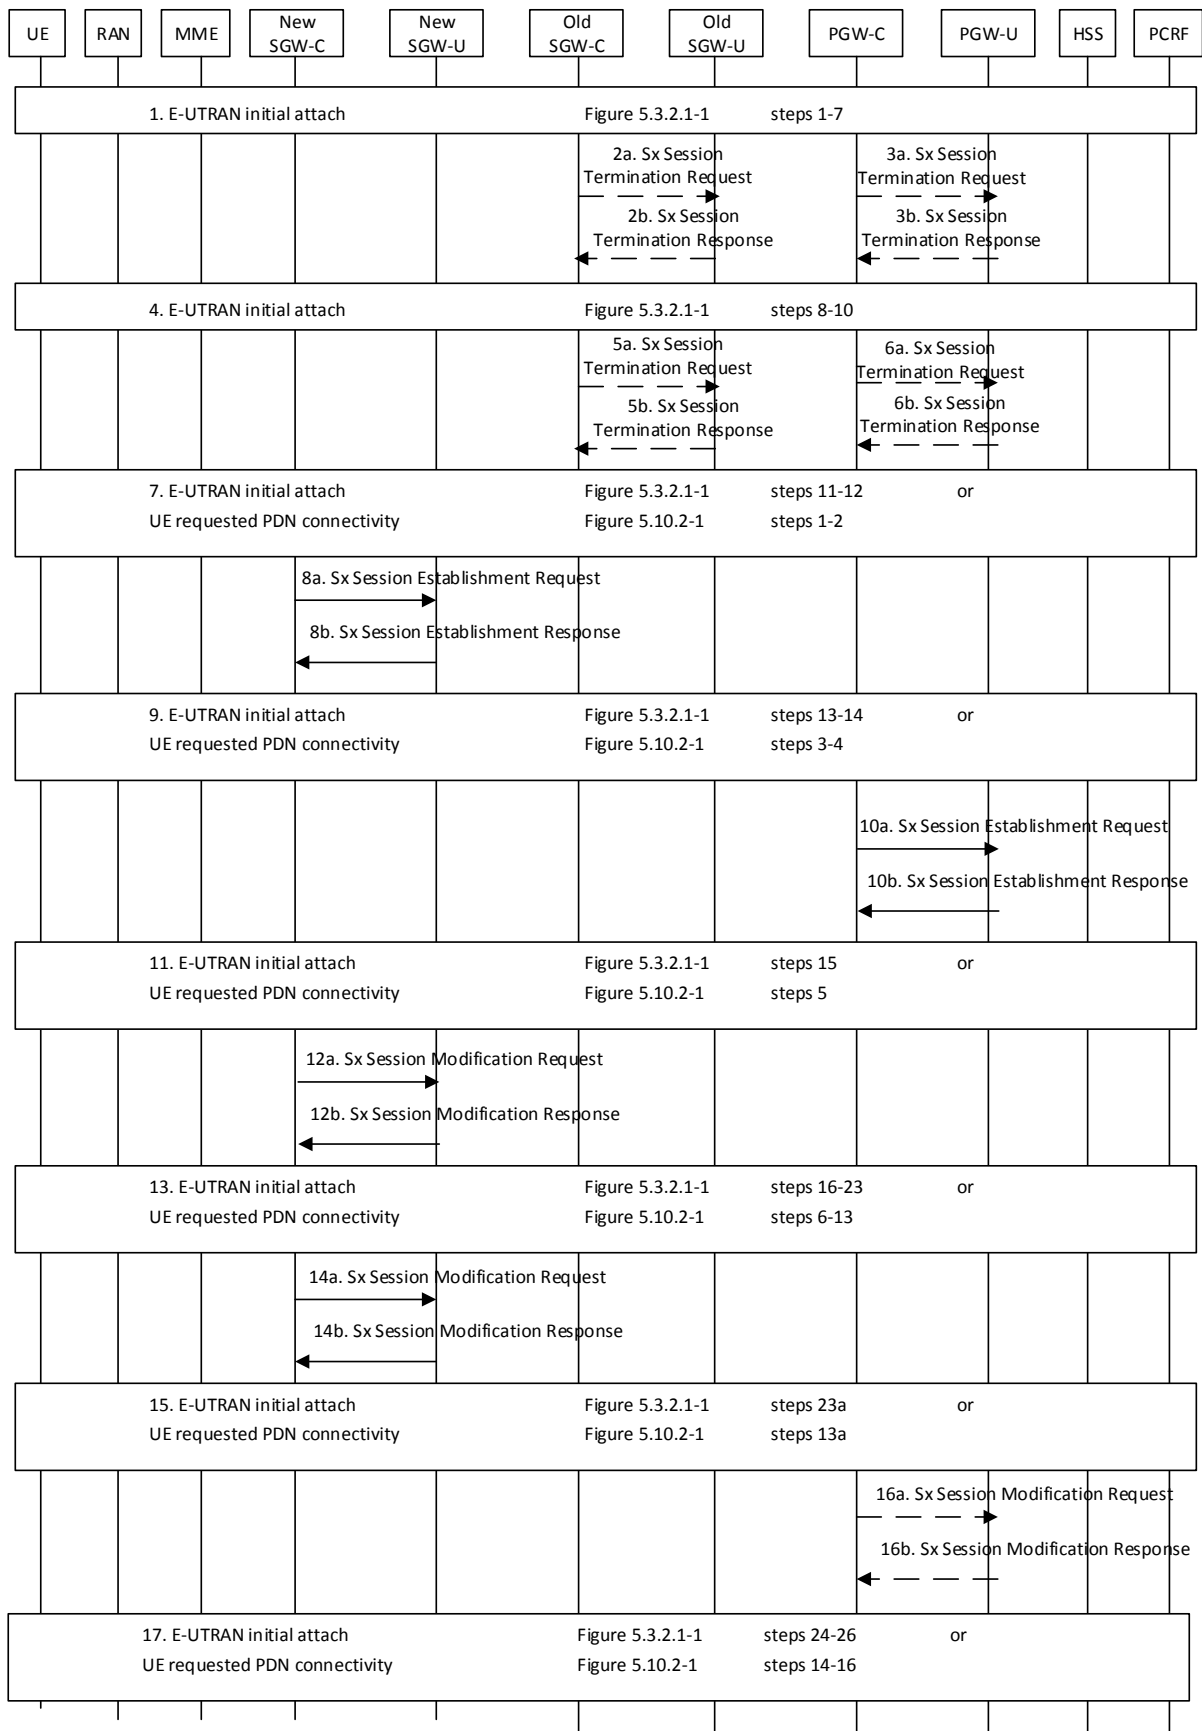 UE
RAN
MME
New
SGW-C
New
SGW-U
Old
SGW-C
Old
SGW-U
PGW-C
PGW-U
HSS
PCRF
1. E-UTRAN initial attach Figure 5.3.2.1-1 steps 1-7
2a. Sx Session
Termination Request
3a. Sx Session
Termination Request
2b. Sx Session
Termination Response
3b. Sx Session
Termination Response
4. E-UTRAN initial attach Figure 5.3.2.1-1 steps 8-10
5a. Sx Session
Termination Request
6a. Sx Session
Termination Request
5b. Sx Session
Termination Response
6b. Sx Session
Termination Response
7. E-UTRAN initial attach Figure 5.3.2.1-1 steps 11-12 or
UE requested PDN connectivity Figure 5.10.2-1 steps 1-2
8a. Sx Session Establishment Request
8b. Sx Session Establishment Response
9. E-UTRAN initial attach Figure 5.3.2.1-1 steps 13-14 or
UE requested PDN connectivity Figure 5.10.2-1 steps 3-4
10a. Sx Session Establishment Request
10b. Sx Session Establishment Response
11. E-UTRAN initial attach Figure 5.3.2.1-1 steps 15 or
UE requested PDN connectivity Figure 5.10.2-1 steps 5
12a. Sx Session Modification Request
12b. Sx Session Modification Response
13. E-UTRAN initial attach Figure 5.3.2.1-1 steps 16-23 or
UE requested PDN connectivity Figure 5.10.2-1 steps 6-13
14a. Sx Session Modification Request
14b. Sx Session Modification Response
15. E-UTRAN initial attach Figure 5.3.2.1-1 steps 23a or
UE requested PDN connectivity Figure 5.10.2-1 steps 13a
16a. Sx Session Modification Request
16b. Sx Session Modification Response
17. E-UTRAN initial attach Figure 5.3.2.1-1 steps 24-26 or
UE requested PDN connectivity Figure 5.10.2-1 steps 14-16